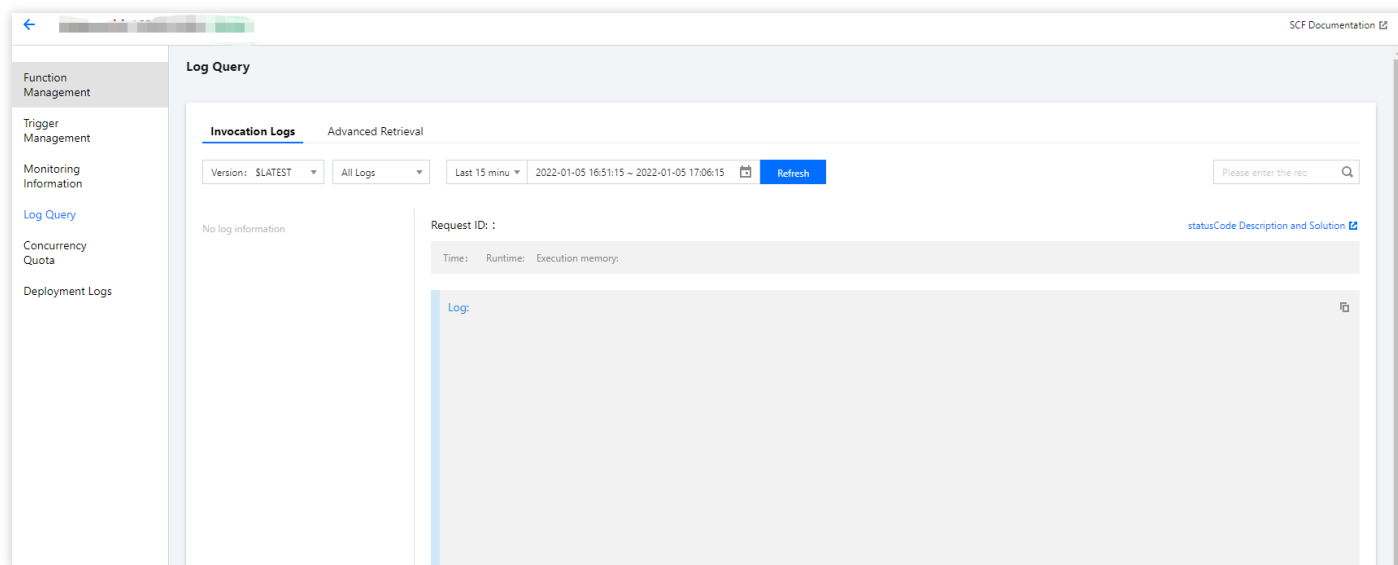 SCF Documentation
Log Query
Function
Management
Trigger
Management
Monitoring
Information
Log Query
Concurrency
Quota
Deployment Logs
Invocation Logs Advanced Retrieval
Version: $LATEST All Logs Last 15 minu 2022-01-05 16:51:15 ~ 2022-01-05 17:06:15 Refresh Please enter the rec
No log information
Request ID: : statusCode Description and Solution
Time: Runtime: Execution memory:
Log: